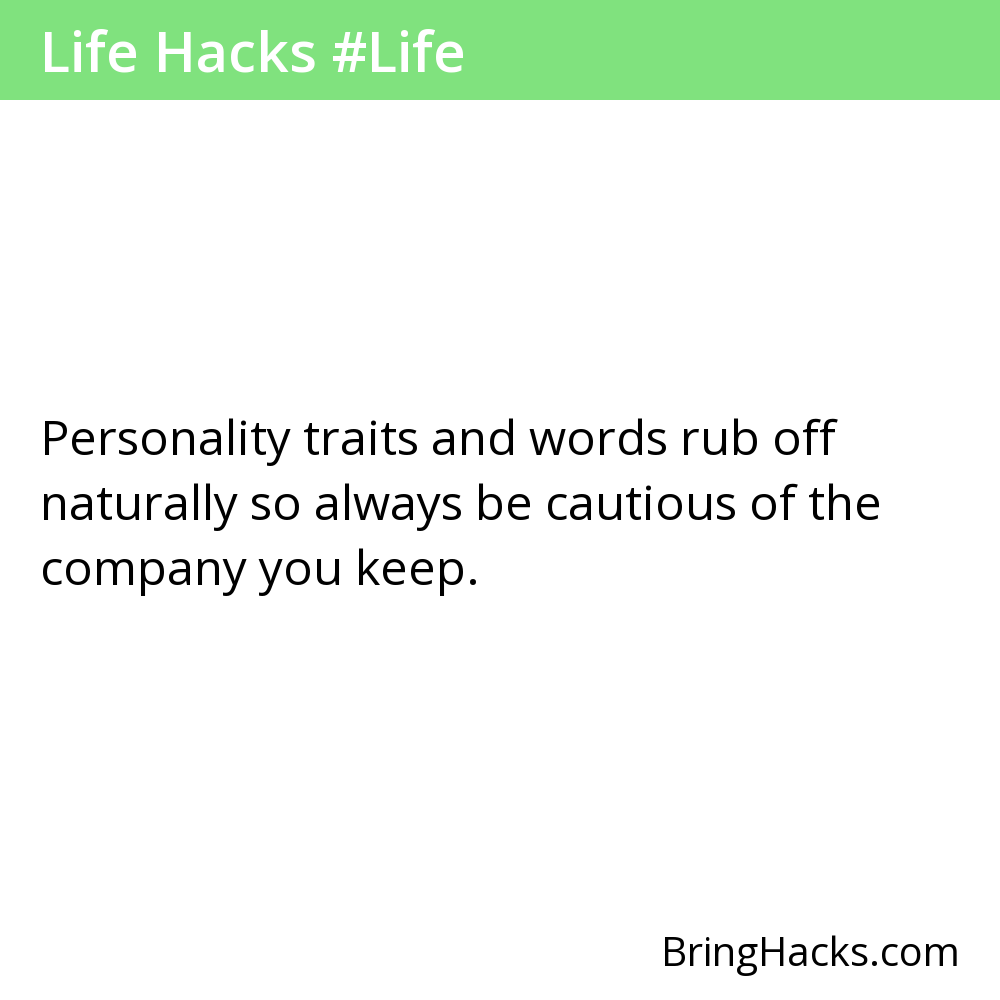 Life Hacks #Life
Personality traits and words rub off
naturally so always be cautious of the
company you keep.
BringHacks.com